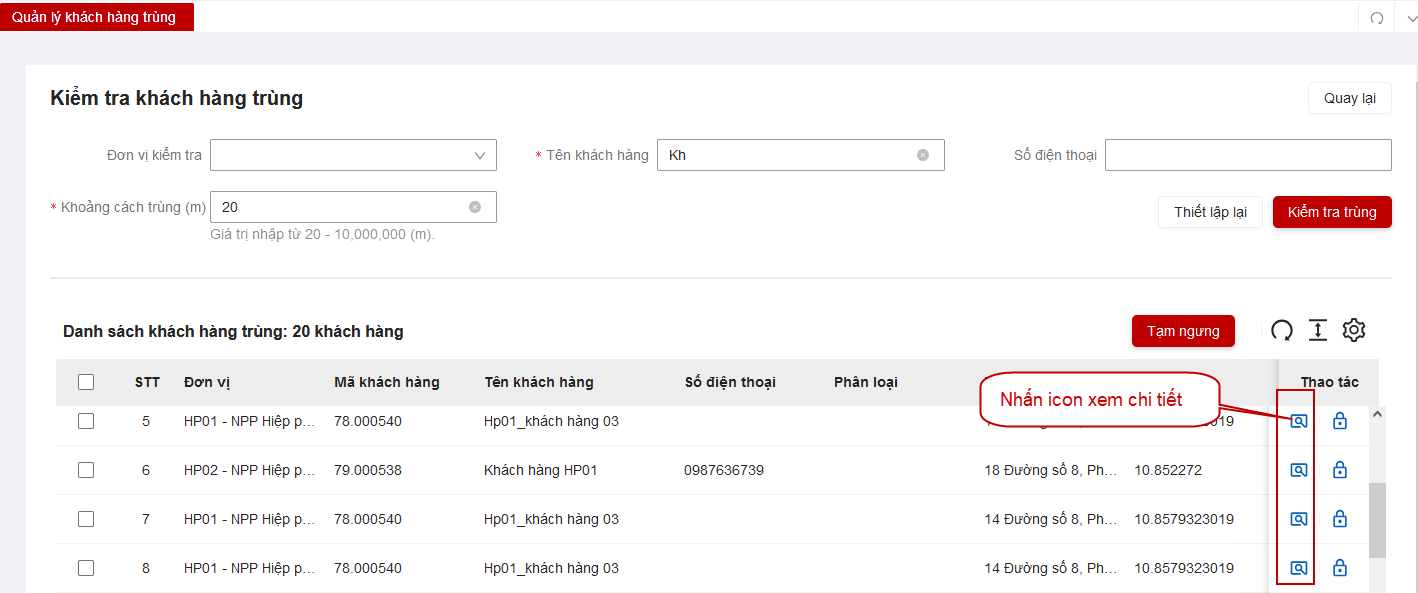 Quản lý khách hàng trùng
Kiểm tra khách hàng trùng
Quay lại
Đơn vị kiểm tra
* Tên khách hàng Kh
Số điện thoại
* Khoảng cách trùng (m) 20
Giá trị nhập từ 20 - 10,000,000 (m).
Thiết lập lại
Kiểm tra trùng
Danh sách khách hàng trùng: 20 khách hàng
Tạm ngưng
STT Đơn vị Mã khách hàng Tên khách hàng Số điện thoại Phân loại Thao tác
Nhấn icon xem chi tiết
5 HP01 - NPP Hiệp p... 78.000540 Hp01_khách hàng 03
6 HP02 - NPP Hiệp p... 79.000538 Khách hàng HP01 0987636739 18 Đường số 8, Ph... 10.852272
7 HP01 - NPP Hiệp p... 78.000540 Hp01_khách hàng 03 14 Đường số 8, Ph... 10.8579323019
8 HP01 - NPP Hiệp p... 78.000540 Hp01_khách hàng 03 14 Đường số 8, Ph... 10.8579323019